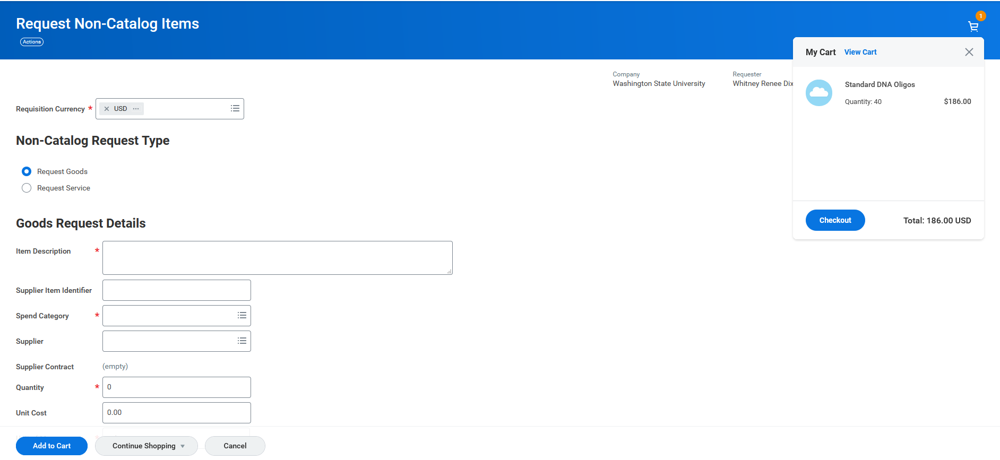 Request Non-Catalog Items
1
Actions
My Cart View Cart
Company
Washington State University
Requester
Whitney Renee Dix
Standard DNA Oligos
Quantity: 40 $186.00
Requisition Currency * USD
Non-Catalog Request Type
Request Goods
Request Service
Checkout Total: 186.00 USD
Goods Request Details
Item Description *
Supplier Item Identifier
Spend Category *
Supplier
Supplier Contract (empty)
Quantity * 0
Unit Cost 0.00
Add to Cart Continue Shopping Cancel